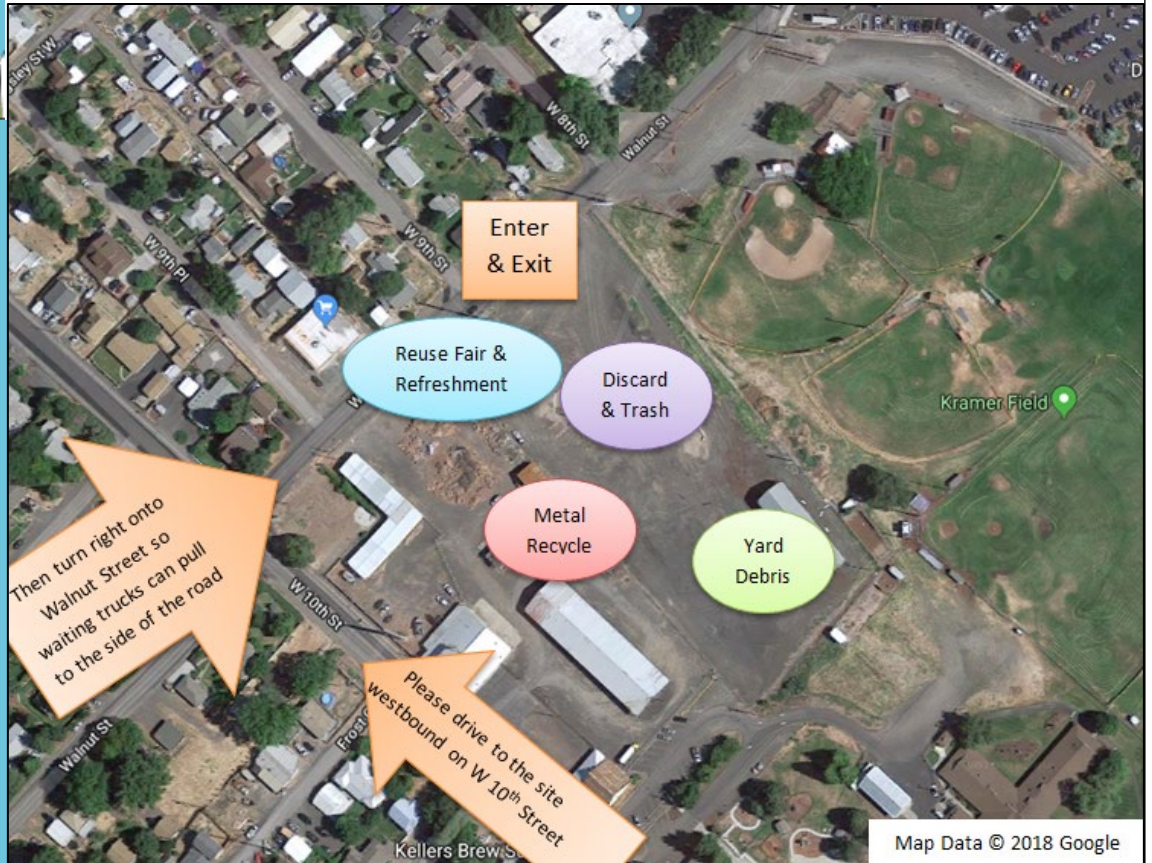 sley St W
W 8th St
Walnut St
D
W 9th Pl
W 9th St
Enter
& Exit
Reuse Fair &
Refreshment
Discard
& Trash
Kramer Field
W
Metal
Recycle
Yard
Debris
Then turn right onto
Walnut Street so
waiting trucks can pull
to the side of the road
W 10th St
Please drive to the site
westbound on W 10th Street
Walnut St
Frost
Kellers Brew S
Map Data © 2018 Google